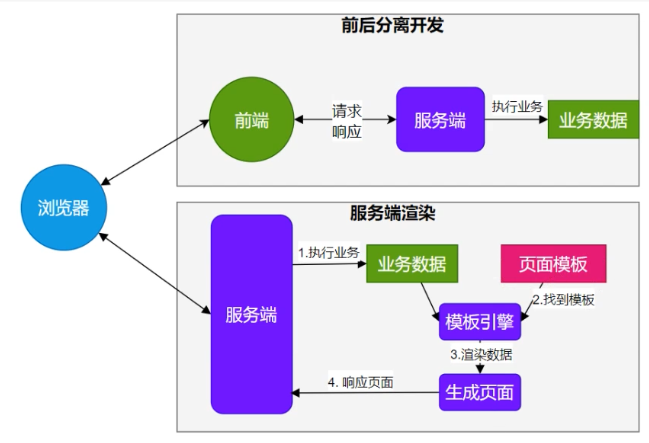 前后分离开发
前端
请求
响应
服务端
执行业务
业务数据
浏览器
服务端渲染
服务端
1.执行业务
业务数据
页面模板
2.找到模板
模板引擎
3.渲染数据
4. 响应页面
生成页面